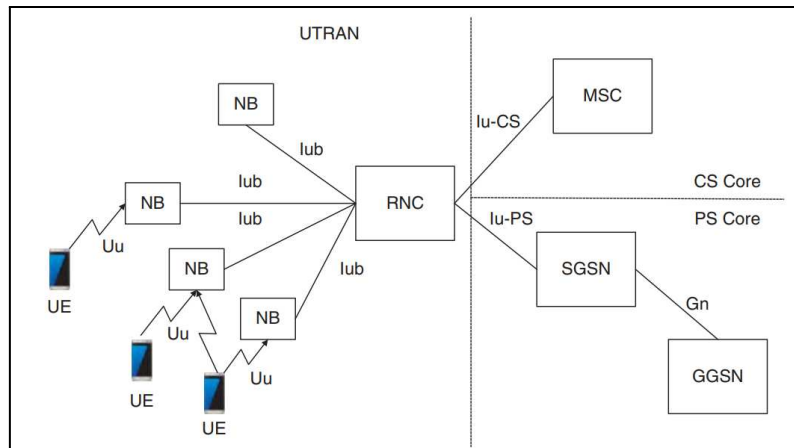 UTRAN
NB
MSC
Iu-CS
Iub
Iub
NB
RNC
CS Core
Iub
Iu-PS
PS Core
Uu
NB
Iub
SGSN
UE
Gn
NB
Uu
Uu
GGSN
UE
UE